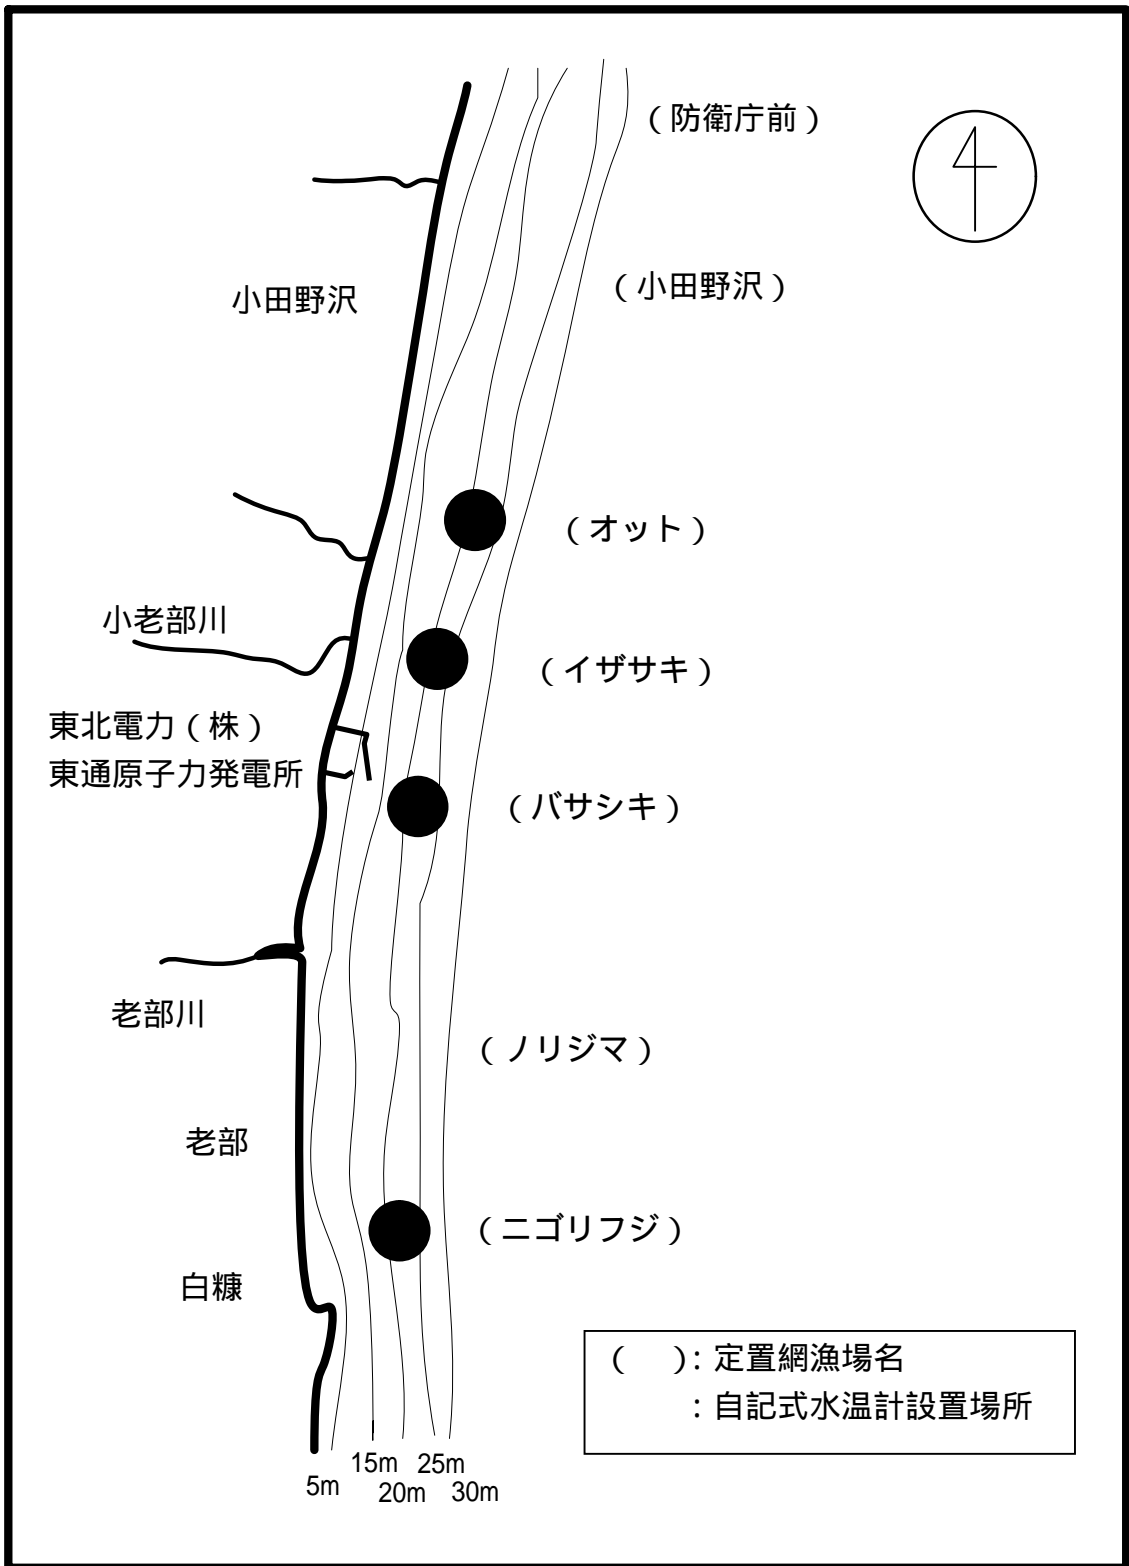 （防衛庁前）
小田野沢
（小田野沢）
（オット）
小老部川
（イザサキ）
東北電力（株）
東通原子力発電所
（バサシキ）
老部川
（ノリジマ）
老部
（ニゴリフジ）
白糠
（　）：定置網漁場名
：自記式水温計設置場所
15m 25m
5m 20m 30m